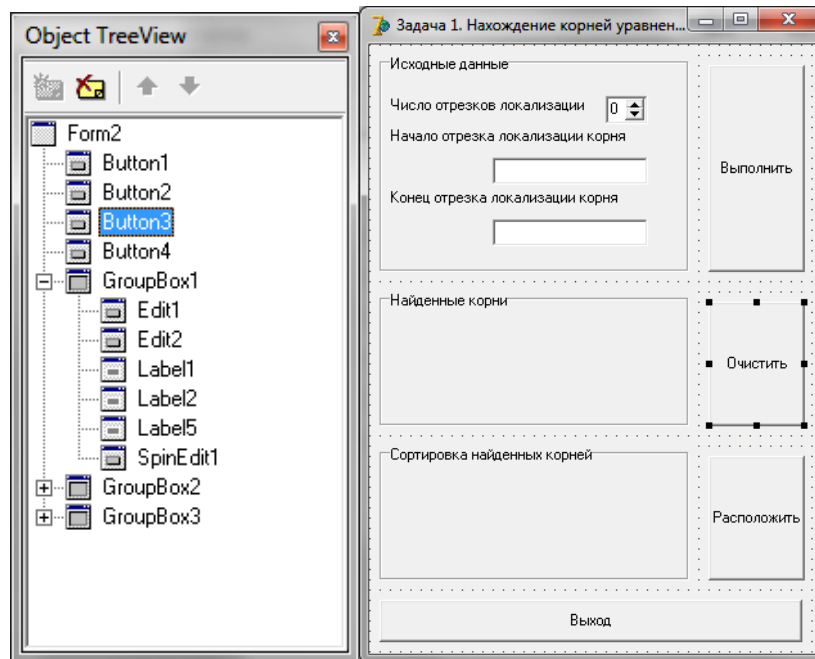 Object TreeView
Form2
Button1
Button2
Button3
Button4
GroupBox1
Edit1
Edit2
Label1
Label2
Label5
SpinEdit1
GroupBox2
GroupBox3
Задача 1. Нахождение корней уравнен...
Исходные данные
Число отрезков локализации 0
Начало отрезка локализации корня
Конец отрезка локализации корня
Выполнить
Найденные корни
Очистить
Сортировка найденных корней
Расположить
Выход